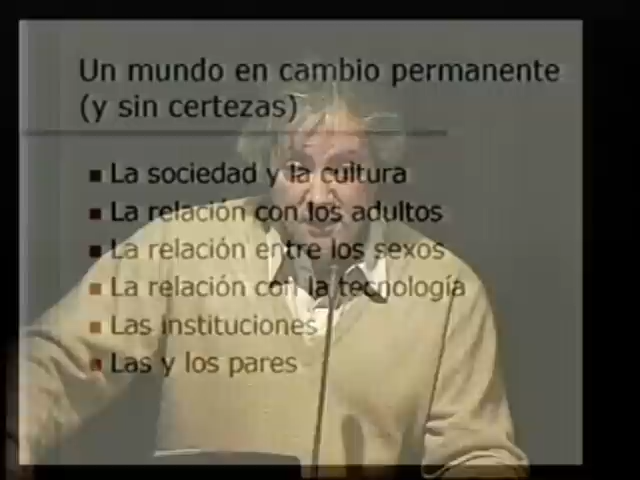 Un mundo en cambio permanente
(y sin certezas)
La sociedad y la cultura
La relación con los adultos
La relación entre los sexos
La relación con la tecnología
Las instituciones
Las y los pares